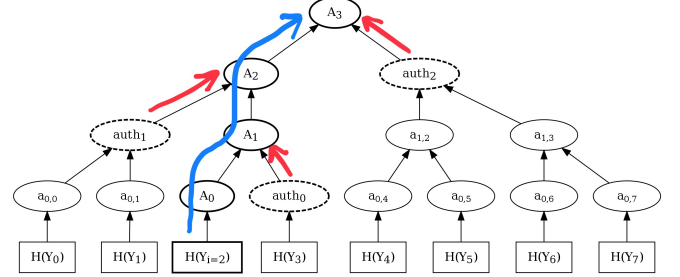 A₃
A₂ auth₂
auth₁ A₁ a₁,₂ a₁,₃
a₀,₀ a₀,₁ A₀ auth₀ a₀,₄ a₀,₅ a₀,₆ a₀,₇
H(Y₀) H(Y₁) H(Yᵢ₌₂) H(Y₃) H(Y₄) H(Y₅) H(Y₆) H(Y₇)